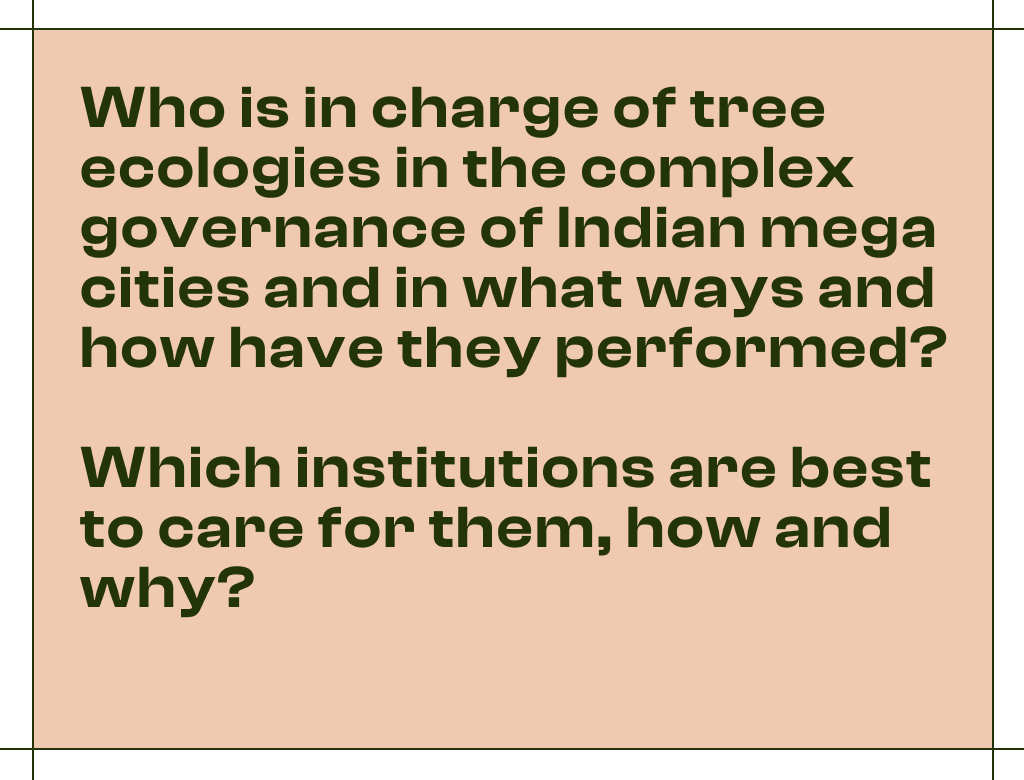 Who is in charge of tree
ecologies in the complex
governance of Indian mega
cities and in what ways and
how have they performed?
Which institutions are best
to care for them, how and
why?